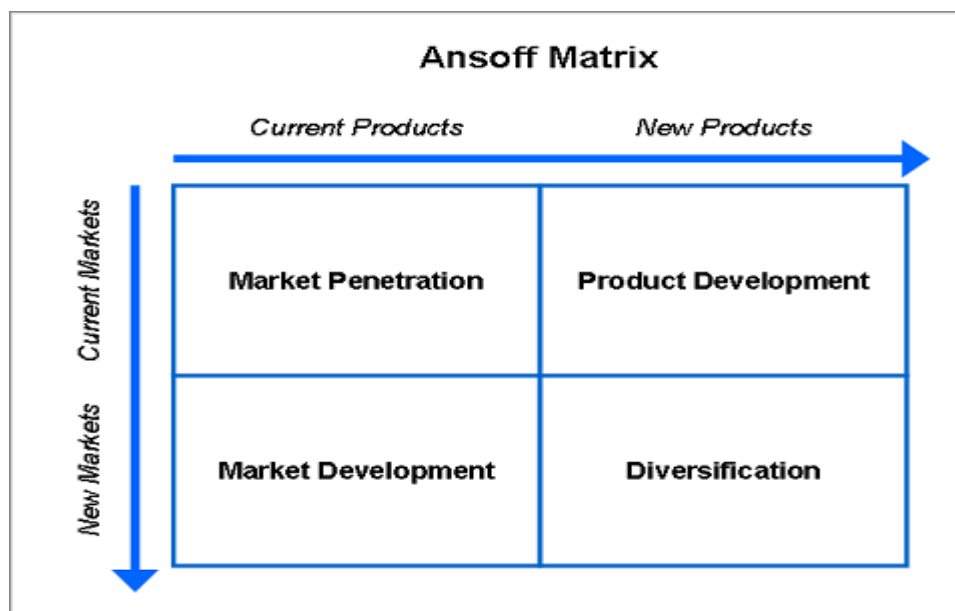 Ansoff Matrix
Current Products
New Products
Current Markets
Market Penetration
Product Development
New Markets
Market Development
Diversification